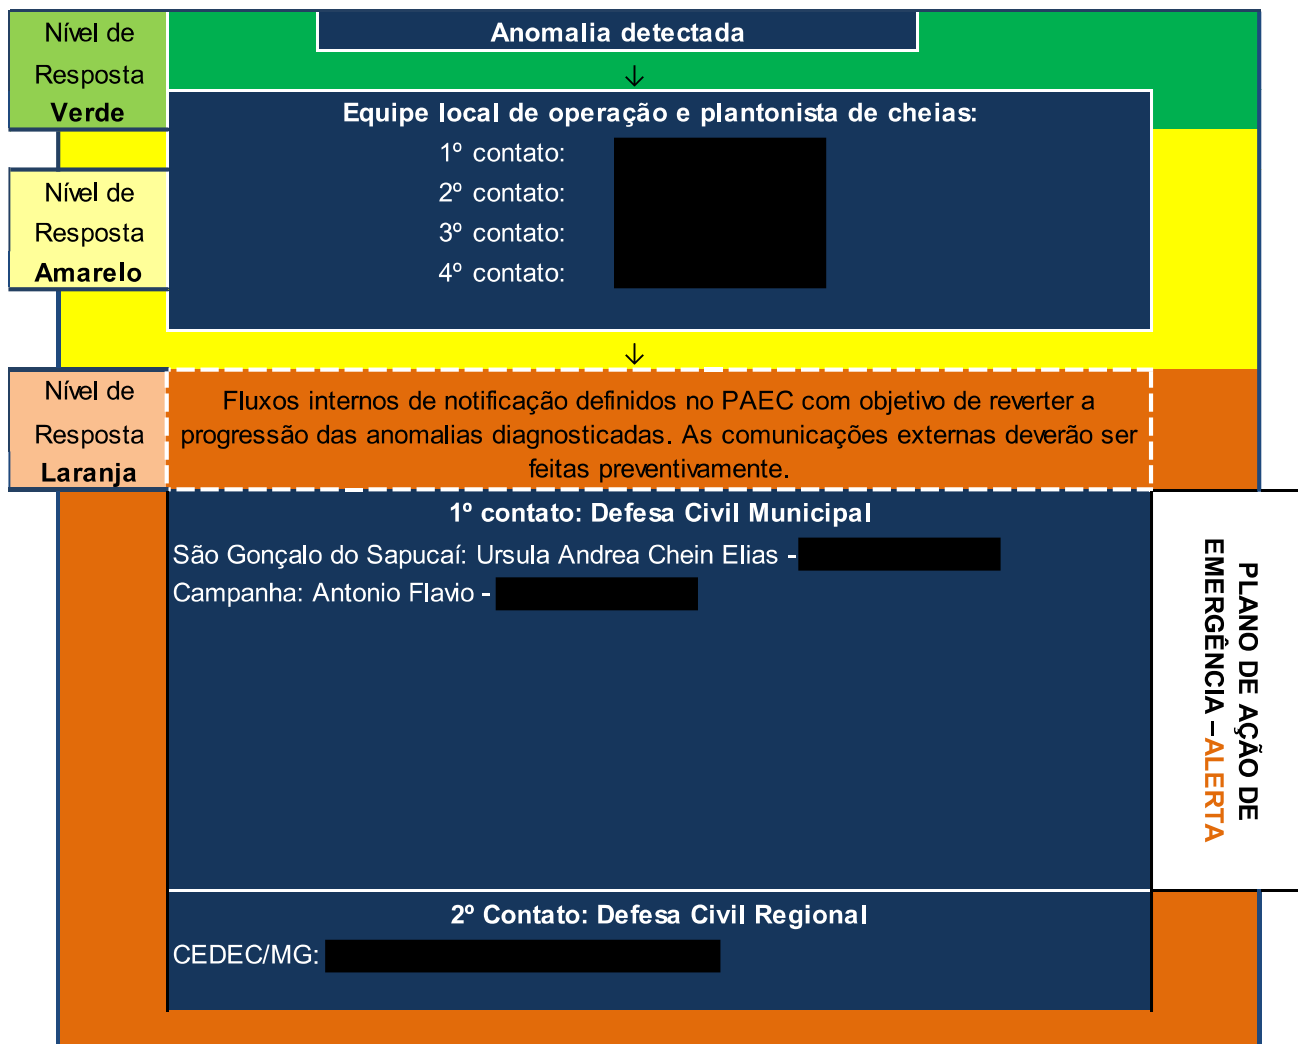 Nível de
Resposta
Verde
Anomalia detectada
↓
Equipe local de operação e plantonista de cheias:
1º contato:
2º contato:
3º contato:
4º contato:
Nível de
Resposta
Amarelo
↓
Nível de
Resposta
Laranja
Fluxos internos de notificação definidos no PAEC com objetivo de reverter a
progressão das anomalias diagnosticadas. As comunicações externas deverão ser
feitas preventivamente.
1º contato: Defesa Civil Municipal
São Gonçalo do Sapucaí: Ursula Andrea Chein Elias -
Campanha: Antonio Flavio -
PLANO DE AÇÃO DE
EMERGÊNCIA – ALERTA
2º Contato: Defesa Civil Regional
CEDEC/MG: